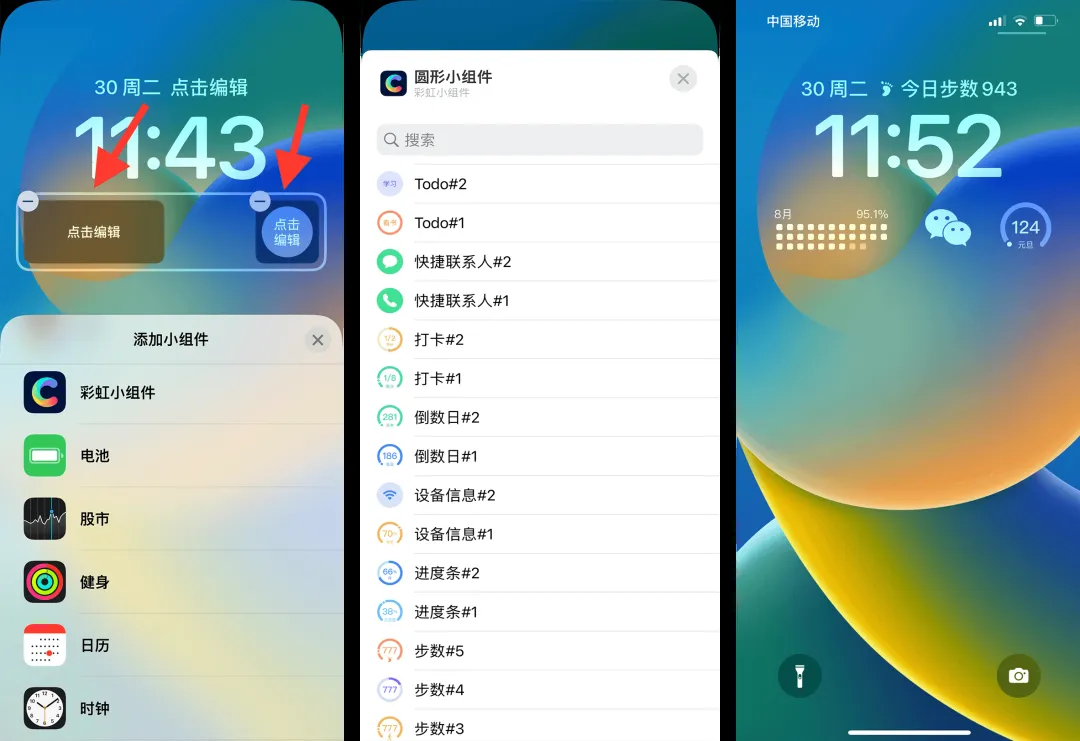 30 周二 点击编辑
11:43
点击编辑
点击
编辑
添加小组件
彩虹小组件
电池
股市
健身
日历
时钟
圆形小组件
彩虹小组件
搜索
学习
Todo#2
Todo#1
快捷联系人#2
快捷联系人#1
1/2
打卡#2
1/8
打卡#1
281
倒数日#2
186
倒数日#1
设备信息#2
70%
设备信息#1
66%
进度条#2
38%
进度条#1
777
步数#5
777
步数#4
777
步数#3
中国移动
30 周二 今日步数943
11:52
8月 95.1%
124
元旦